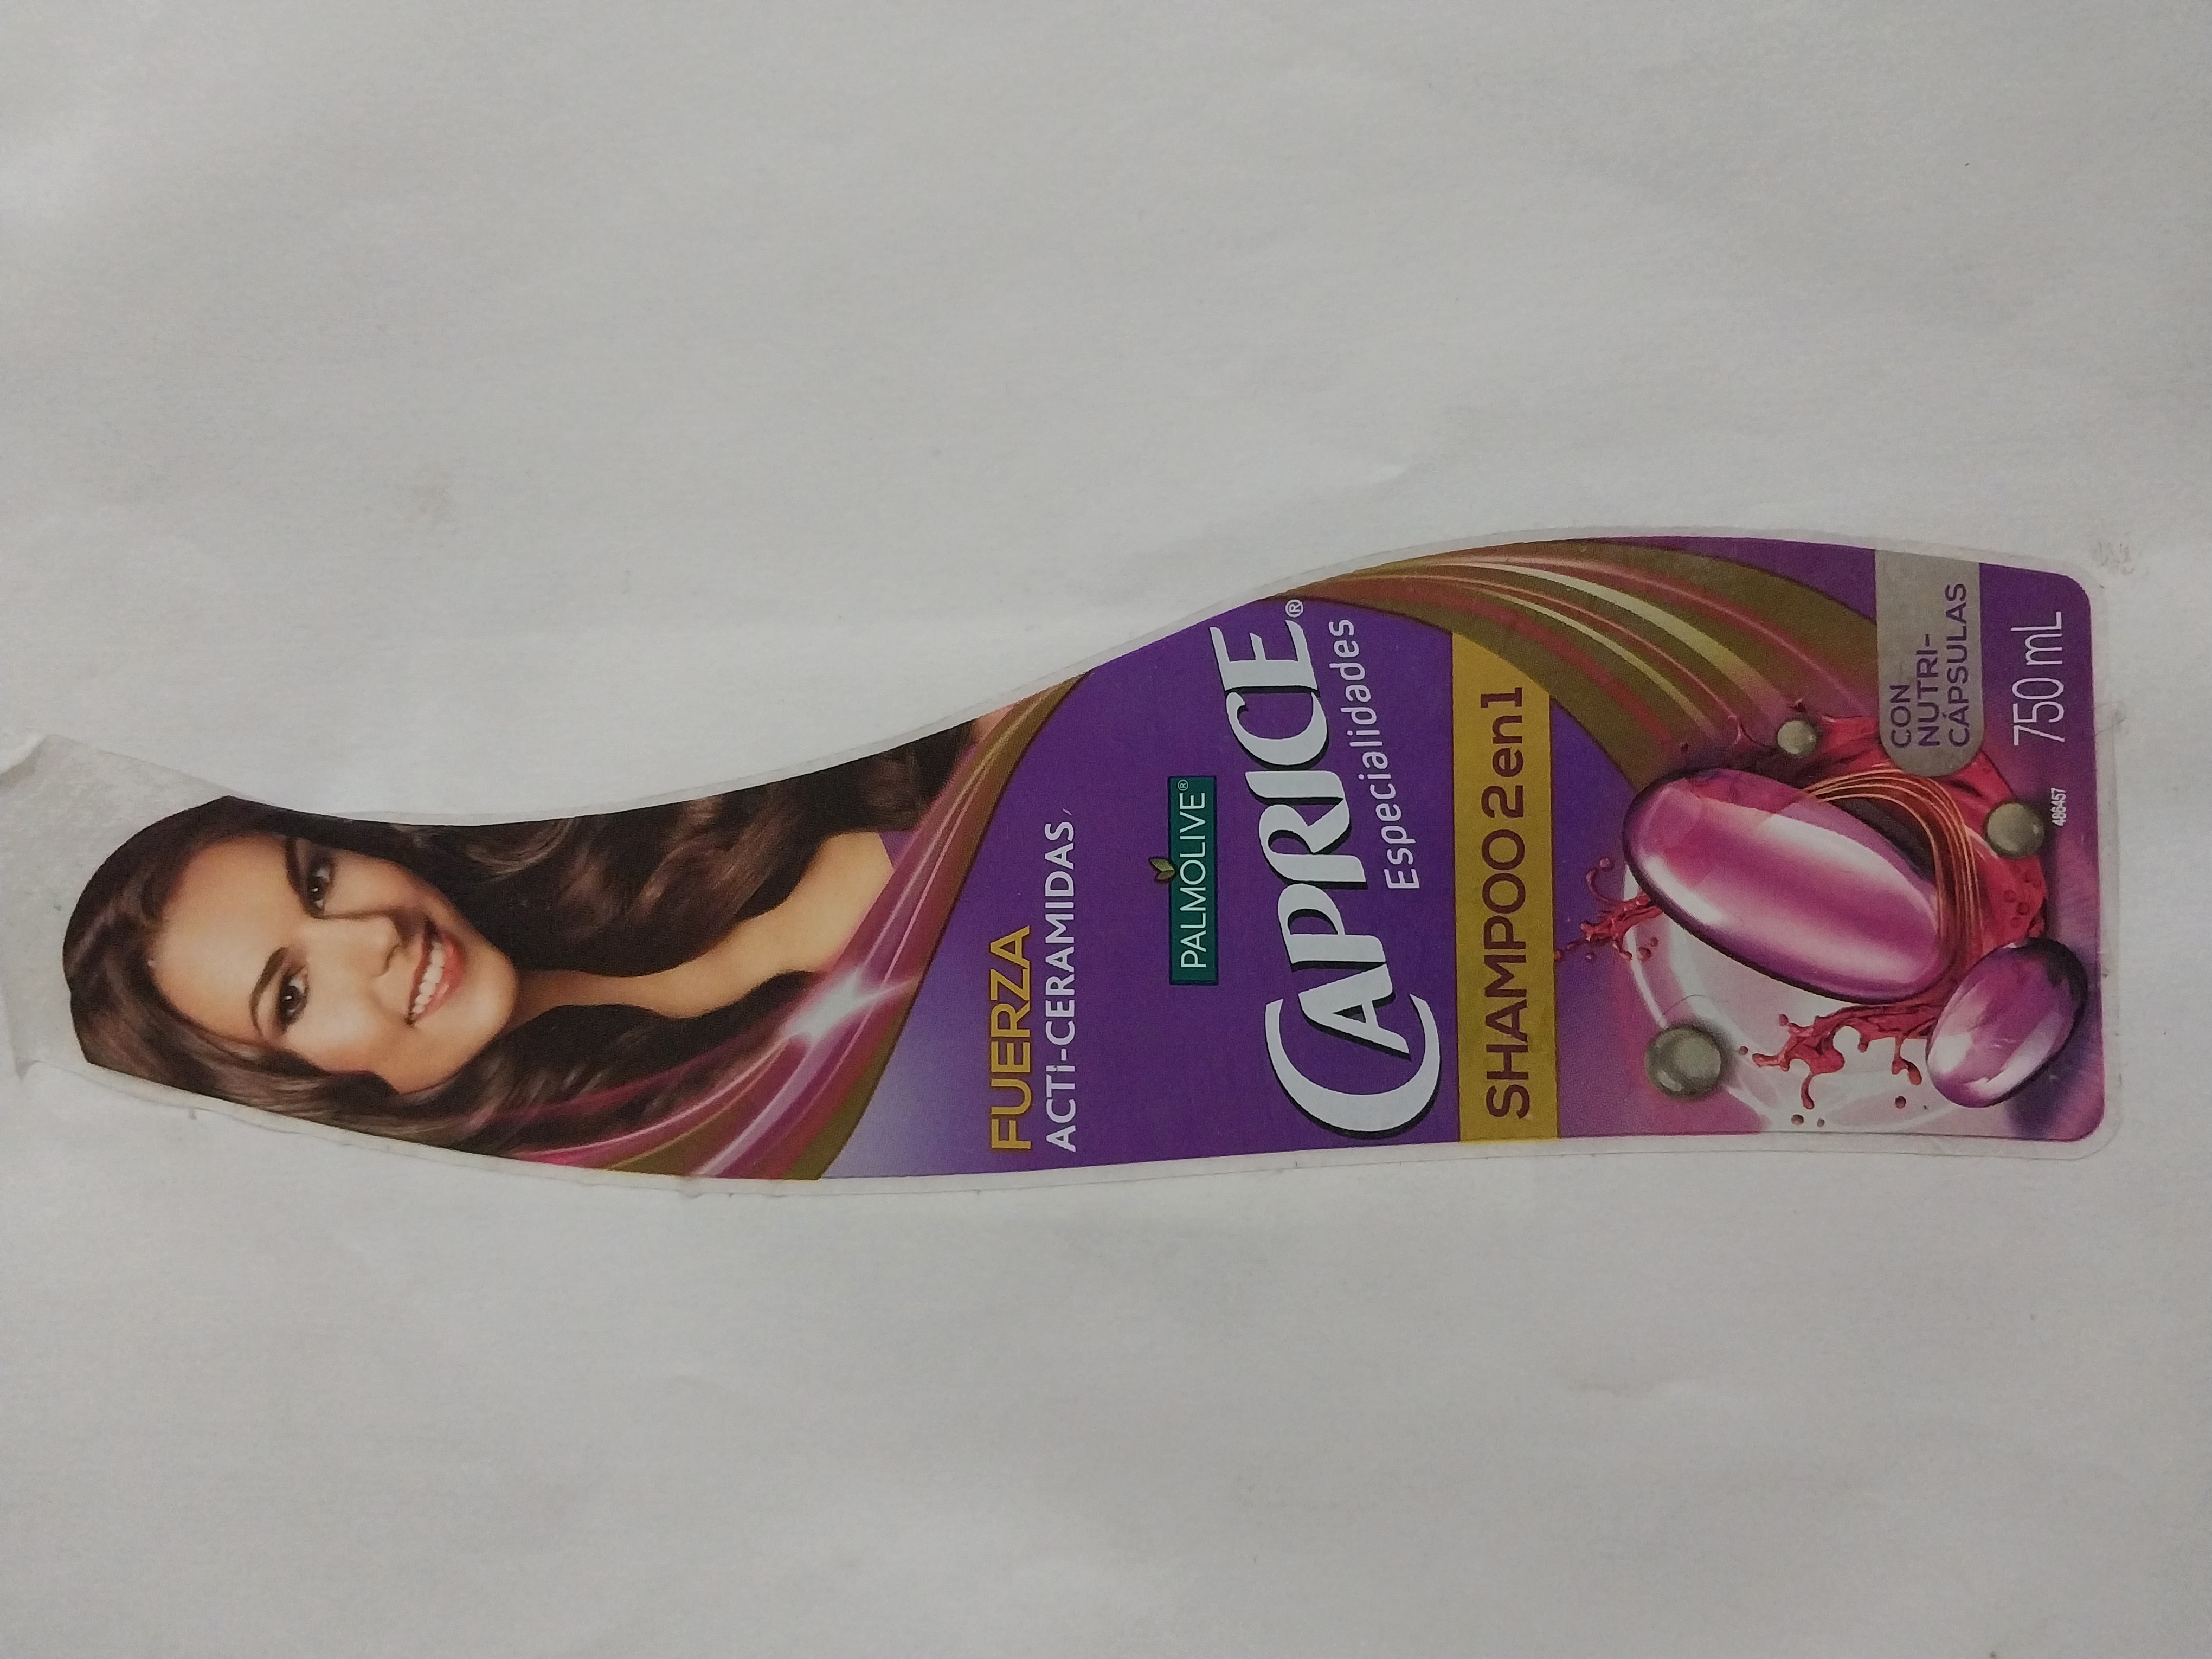 FUERZA
ACTI-CERAMIDAS
PALMOLIVE®
CAPRICE®
Especialidades
SHAMPOO 2 en 1
CON
NUTRI-
CÁPSULAS
750 mL
486457